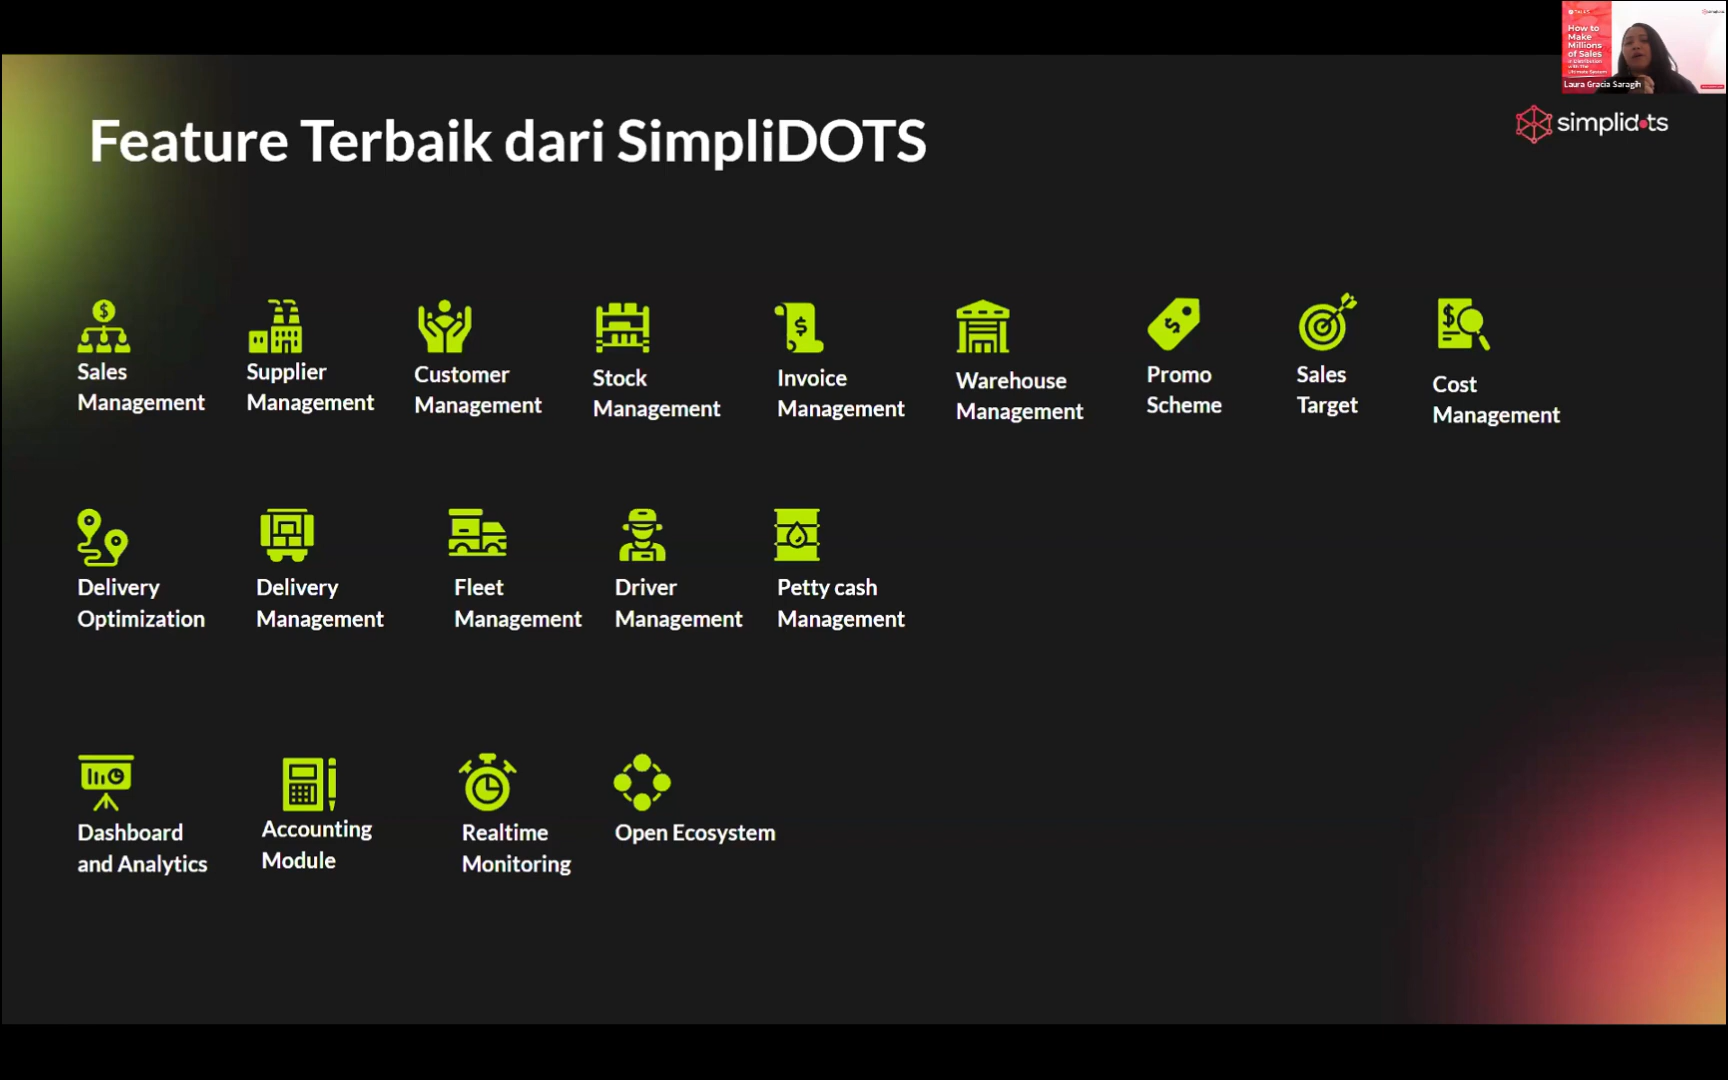 How to
Make
Millions
of Sales
Laura Gracia Saragih
Feature Terbaik dari SimpliDOTS
simplidots
Sales
Management
Supplier
Management
Customer
Management
Stock
Management
Invoice
Management
Warehouse
Management
Promo
Scheme
Sales
Target
Cost
Management
Delivery
Optimization
Delivery
Management
Fleet
Management
Driver
Management
Petty cash
Management
Dashboard
and Analytics
Accounting
Module
Realtime
Monitoring
Open Ecosystem